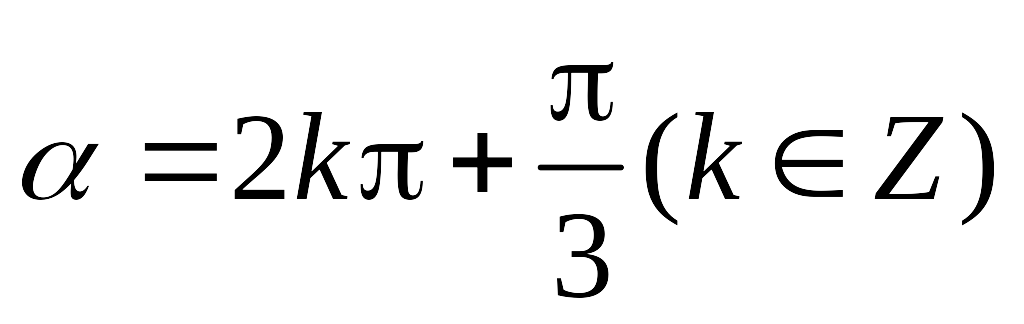 α = 2kπ + π/3 (k ∈ Z)